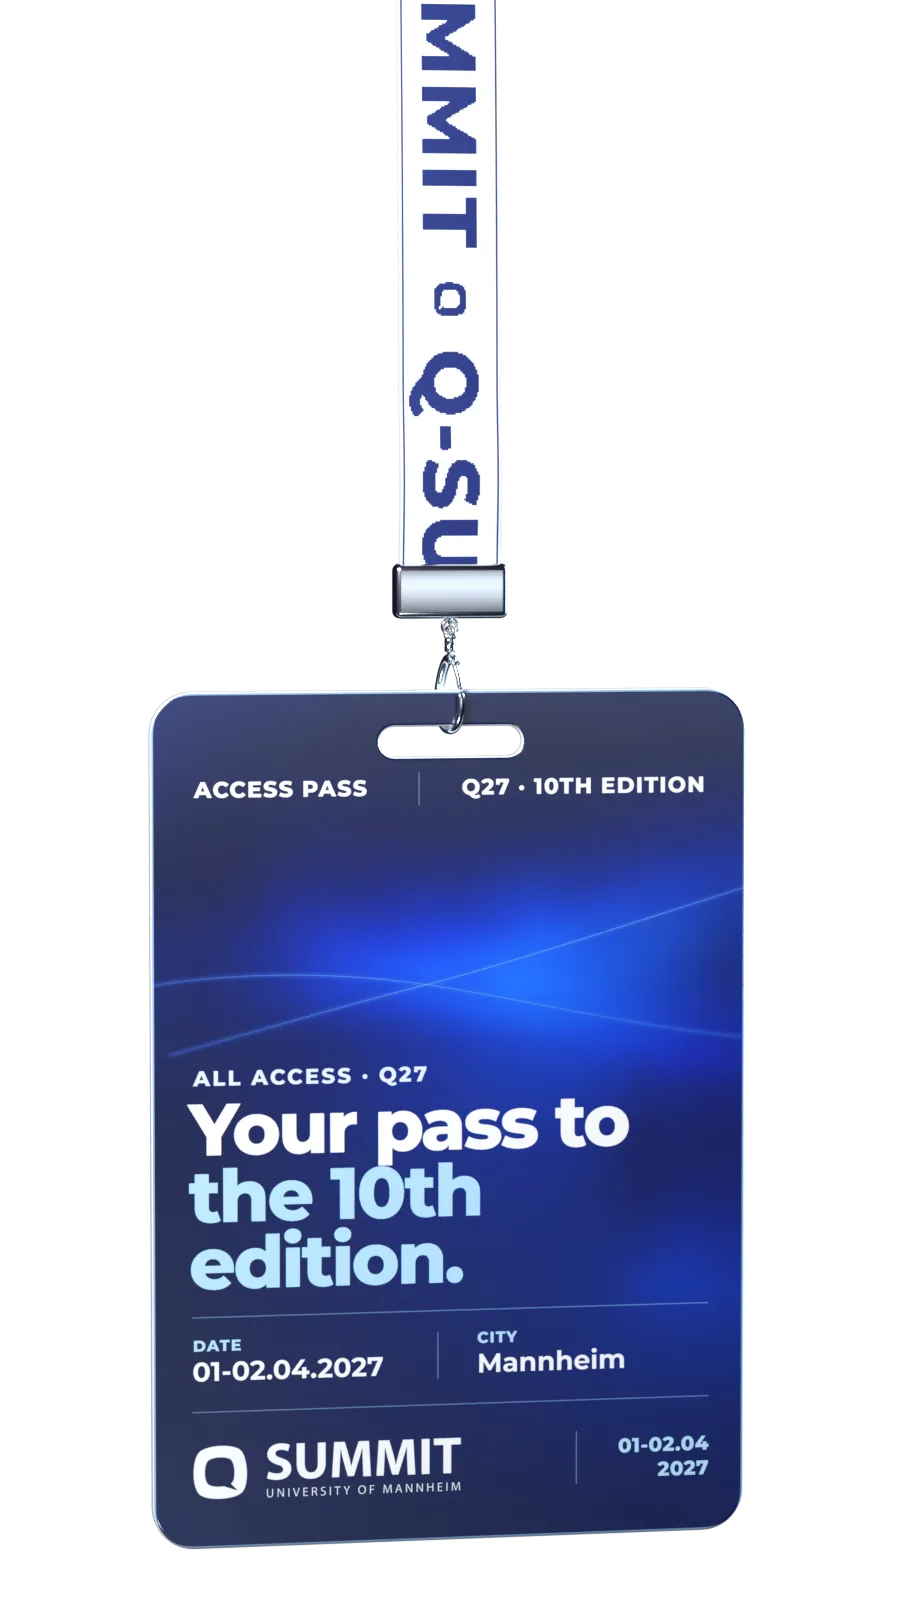 MMIT Q-SU
ACCESS PASS
Q27 · 10TH EDITION
ALL ACCESS · Q27
Your pass to
the 10th
edition.
DATE
01-02.04.2027
CITY
Mannheim
Q SUMMIT
UNIVERSITY OF MANNHEIM
01-02.04
2027